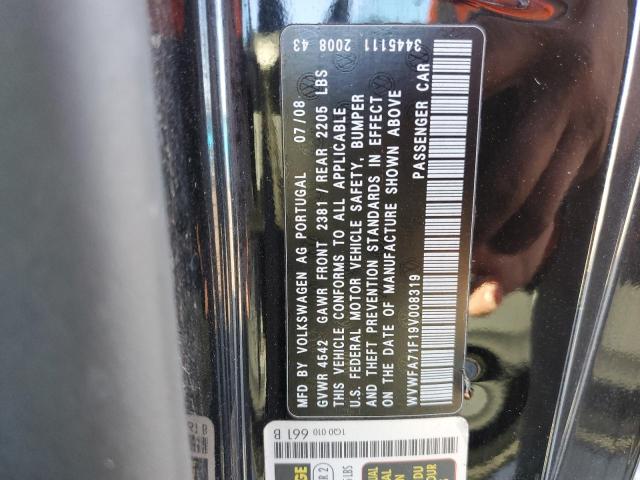 MFD BY VOLKSWAGEN AG PORTUGAL 07/08 2008 43 3445111
GVWR 4542 GAWR FRONT 2381 / REAR 2205 LBS
THIS VEHICLE CONFORMS TO ALL APPLICABLE
U.S. FEDERAL MOTOR VEHICLE SAFETY, BUMPER
AND THEFT PREVENTION STANDARDS IN EFFECT
ON THE DATE OF MANUFACTURE SHOWN ABOVE
WVWFA71F19V008319 PASSENGER CAR
1Q0 010 661 B
R 2
LBS